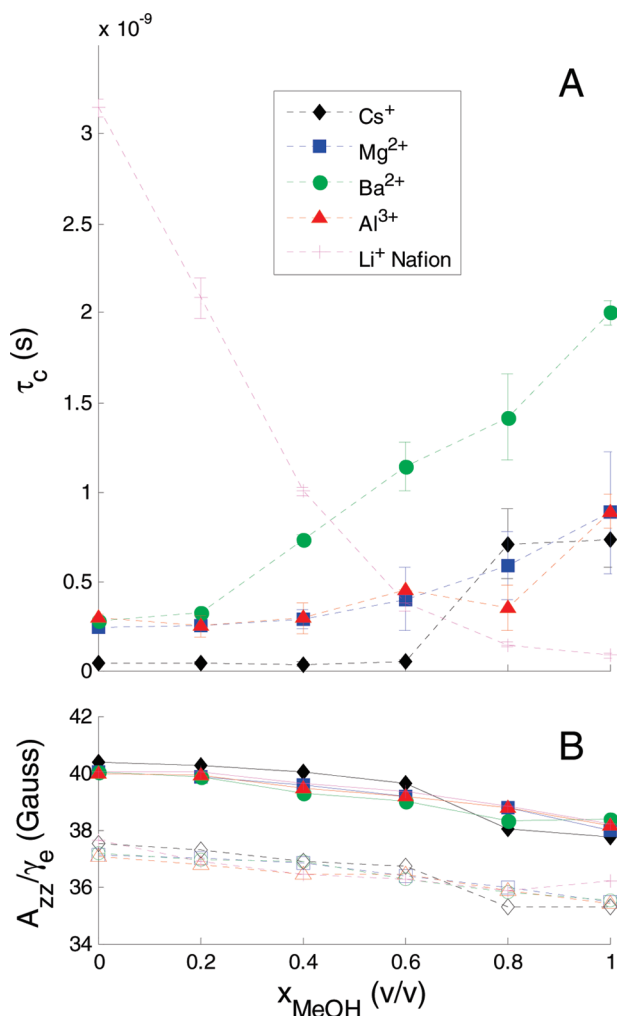 x 10⁻⁹
A
Cs⁺
Mg²⁺
Ba²⁺
Al³⁺
Li⁺ Nafion
3
2.5
2
1.5
1
0.5
0
τc (s)
B
42
40
38
36
34
Azz/γe (Gauss)
0
0.2
0.4
0.6
0.8
1
xMeOH (v/v)